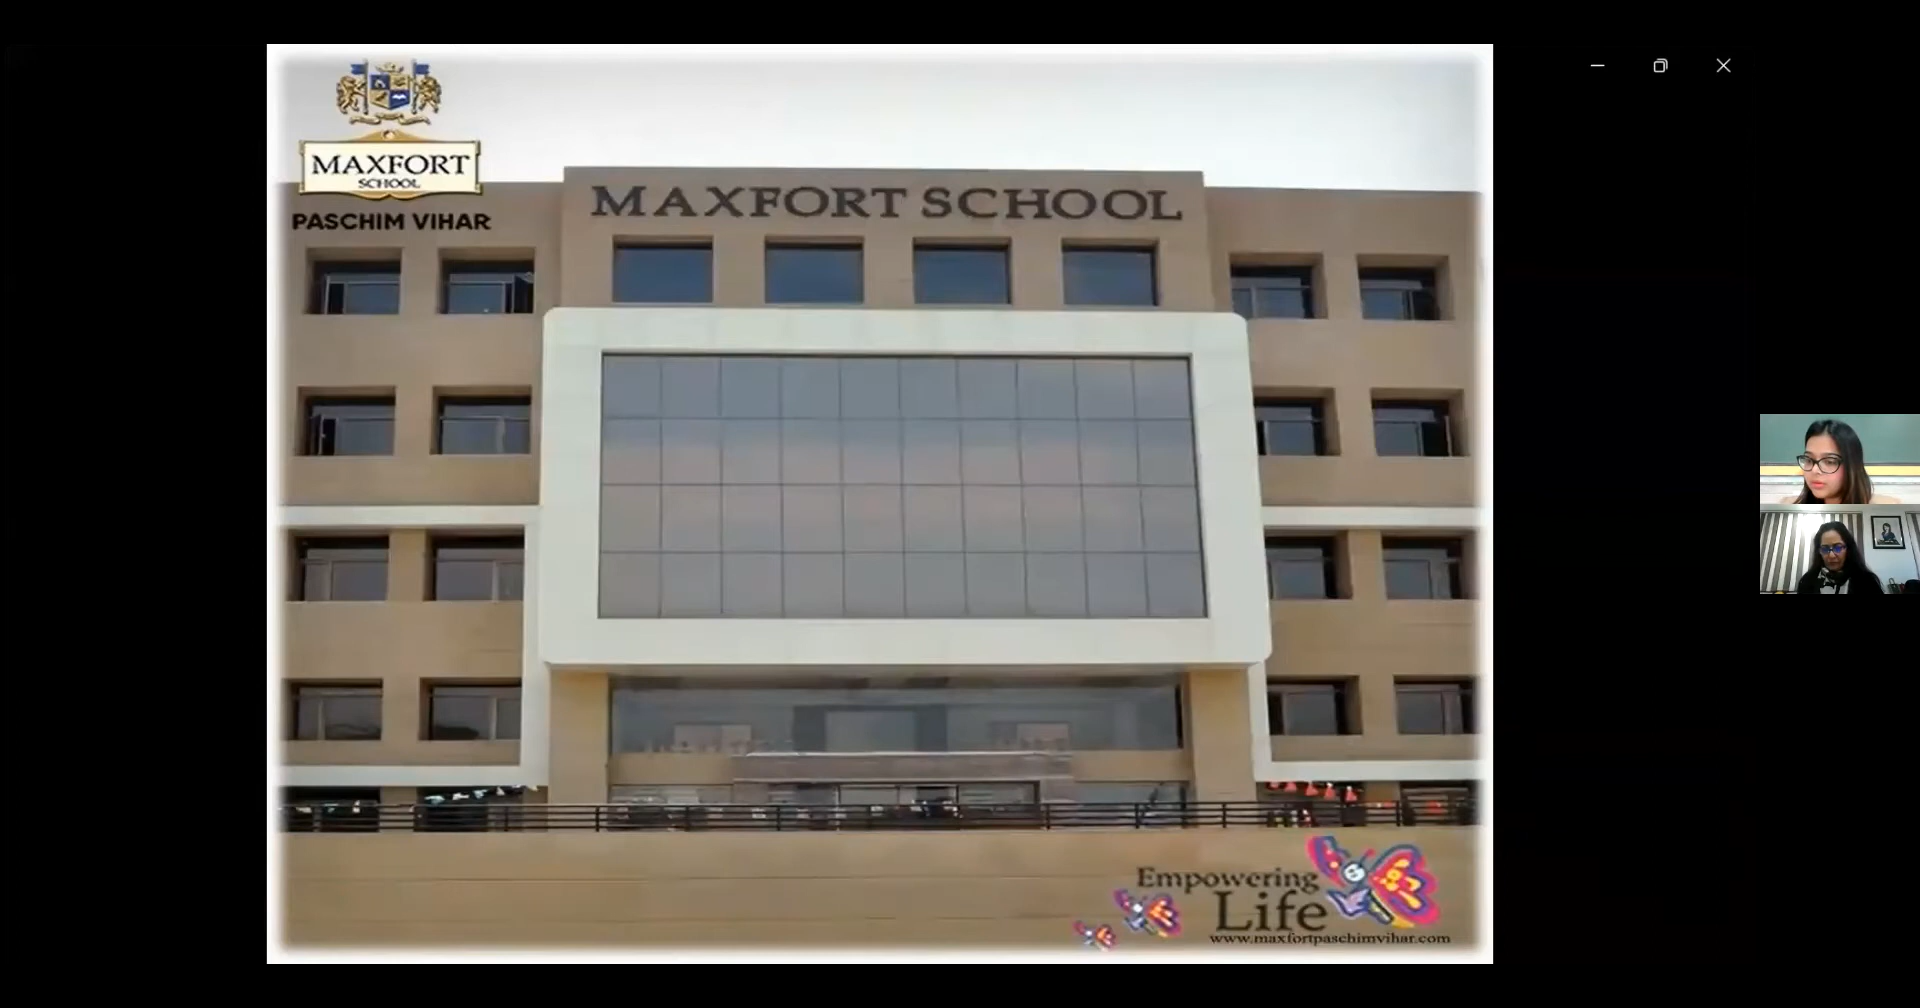 MAXFORT
SCHOOL
PASCHIM VIHAR
MAXFORT SCHOOL
Empowering
Life
www.maxfortpaschimvihar.com